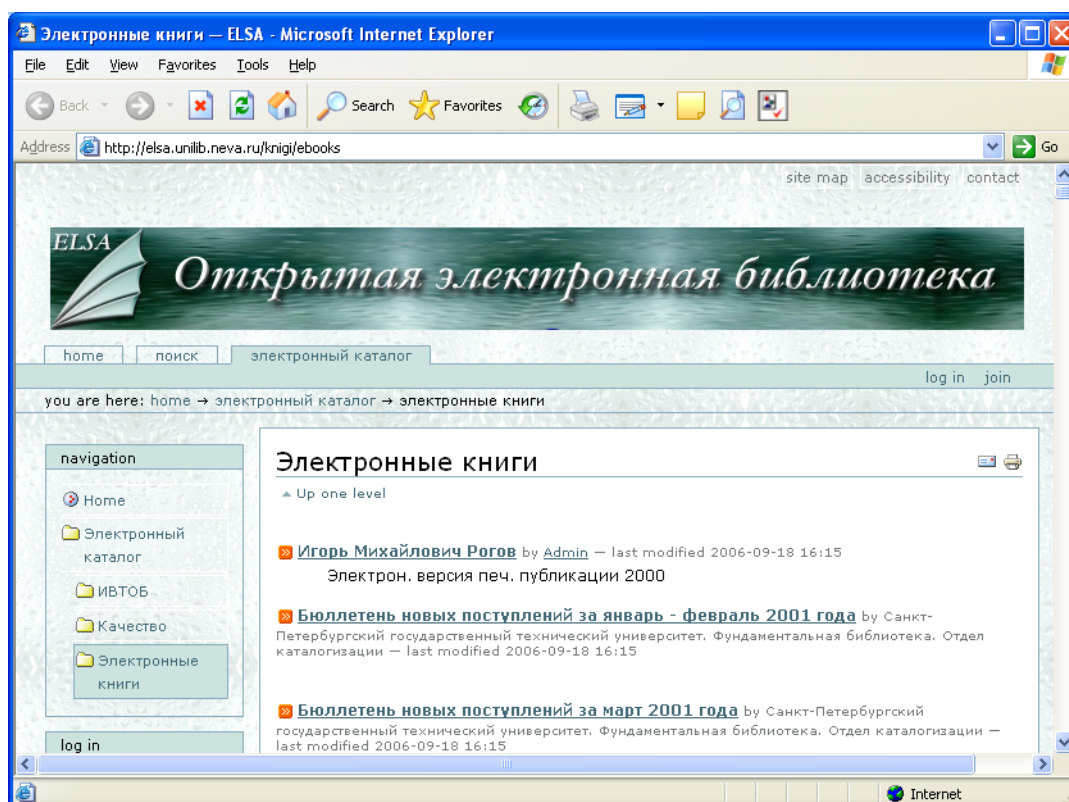 Электронные книги — ELSA - Microsoft Internet Explorer
File Edit View Favorites Tools Help
Back Search Favorites
Address http://elsa.unilib.neva.ru/knigi/ebooks Go
site map accessibility contact
ELSA
Открытая электронная библиотека
home поиск электронный каталог
log in join
you are here: home → электронный каталог → электронные книги
navigation
Home
Электронный
каталог
ИВТОБ
Качество
Электронные
книги
log in
Электронные книги
Up one level
Игорь Михайлович Рогов by Admin — last modified 2006-09-18 16:15
Электрон. версия печ. публикации 2000
Бюллетень новых поступлений за январь - февраль 2001 года by Санкт-
Петербургский государственный технический университет. Фундаментальная библиотека. Отдел
каталогизации — last modified 2006-09-18 16:15
Бюллетень новых поступлений за март 2001 года by Санкт-Петербургский
государственный технический университет. Фундаментальная библиотека. Отдел каталогизации —
last modified 2006-09-18 16:15
Internet